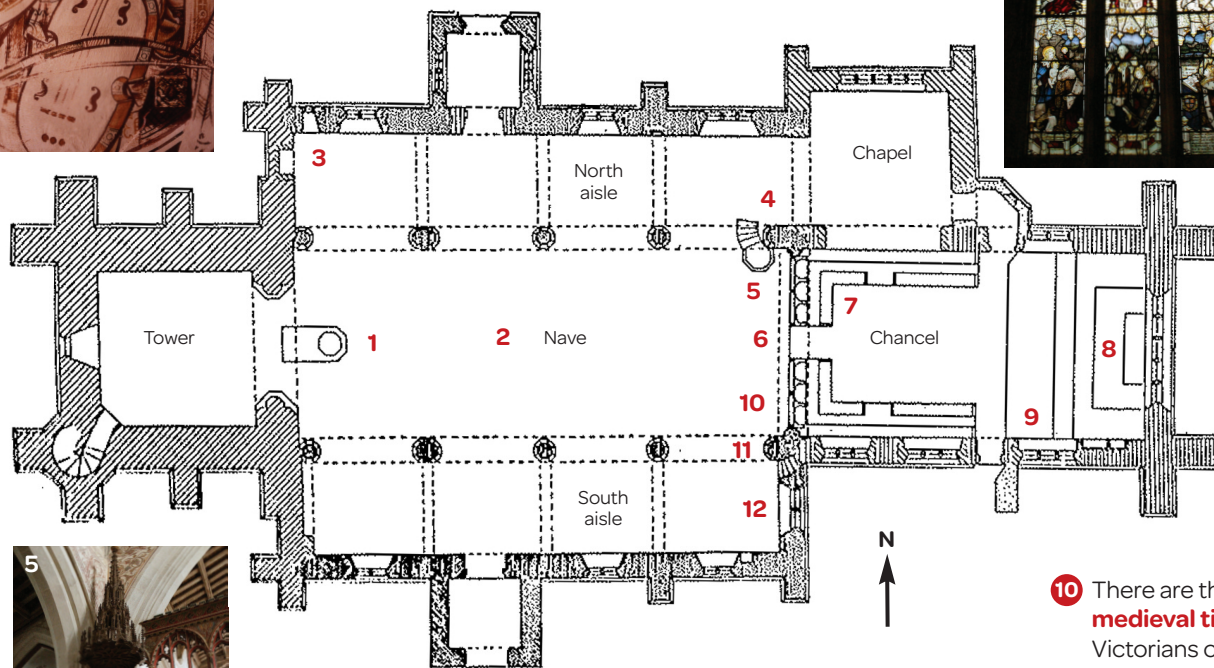 3
North
aisle
Chapel
4
5
7
Tower
1
2
Nave
6
Chancel
8
10
9
11
South
aisle
12
N
5
10 There are th
medieval ti
Victorians o